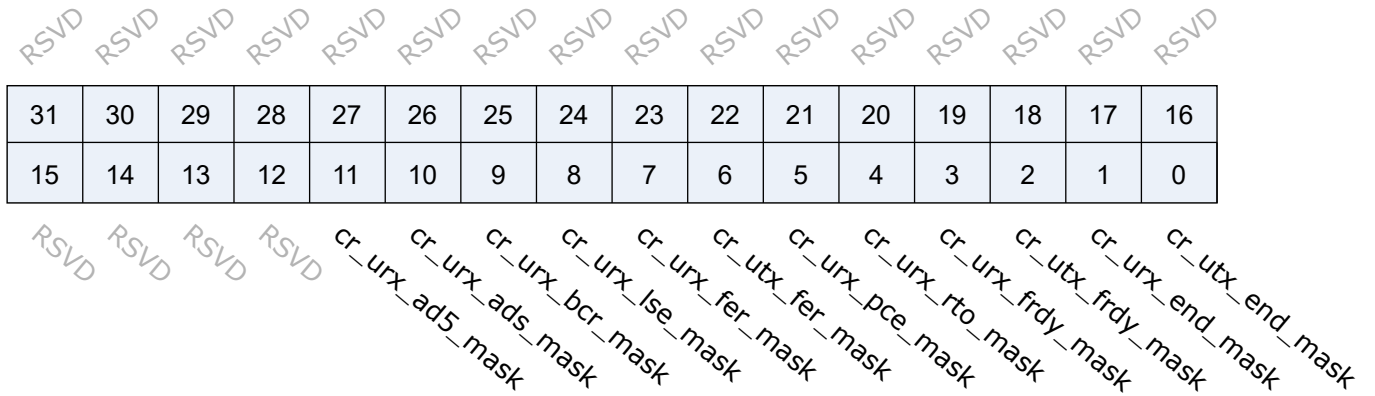 RSVD RSVD RSVD RSVD RSVD RSVD RSVD RSVD RSVD RSVD RSVD RSVD RSVD RSVD RSVD RSVD
31 30 29 28 27 26 25 24 23 22 21 20 19 18 17 16
15 14 13 12 11 10 9 8 7 6 5 4 3 2 1 0
RSVD RSVD RSVD RSVD cr_urx_ad5_mask cr_urx_ads_mask cr_urx_bcr_mask cr_urx_lse_mask cr_urx_fer_mask cr_utx_fer_mask cr_urx_pce_mask cr_urx_rto_mask cr_urx_frdy_mask cr_utx_frdy_mask cr_urx_end_mask cr_utx_end_mask